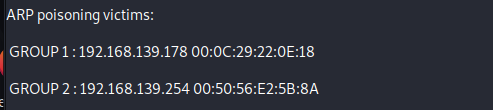 ARP poisoning victims:
GROUP 1 : 192.168.139.178 00:0C:29:22:0E:18
GROUP 2 : 192.168.139.254 00:50:56:E2:5B:8A